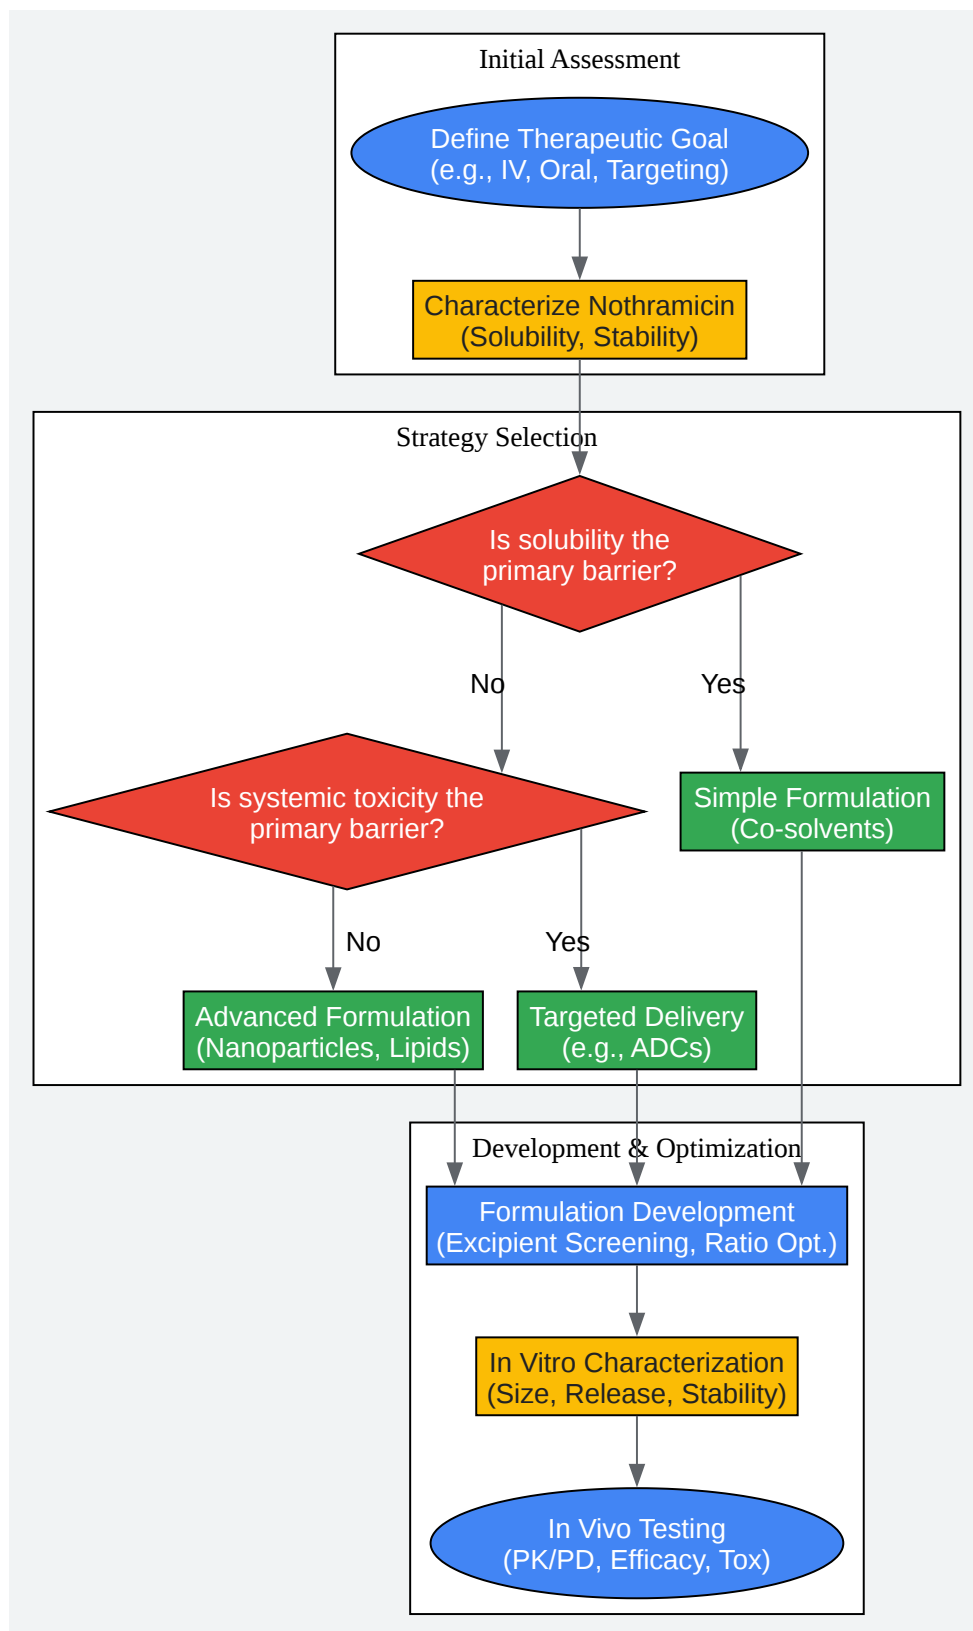 Initial Assessment
Define Therapeutic Goal
(e.g., IV, Oral, Targeting)
Characterize Nothramicin
(Solubility, Stability)
Strategy Selection
Is solubility the
primary barrier?
No
Yes
Is systemic toxicity the
primary barrier?
Simple Formulation
(Co-solvents)
No
Yes
Advanced Formulation
(Nanoparticles, Lipids)
Targeted Delivery
(e.g., ADCs)
Development & Optimization
Formulation Development
(Excipient Screening, Ratio Opt.)
In Vitro Characterization
(Size, Release, Stability)
In Vivo Testing
(PK/PD, Efficacy, Tox)